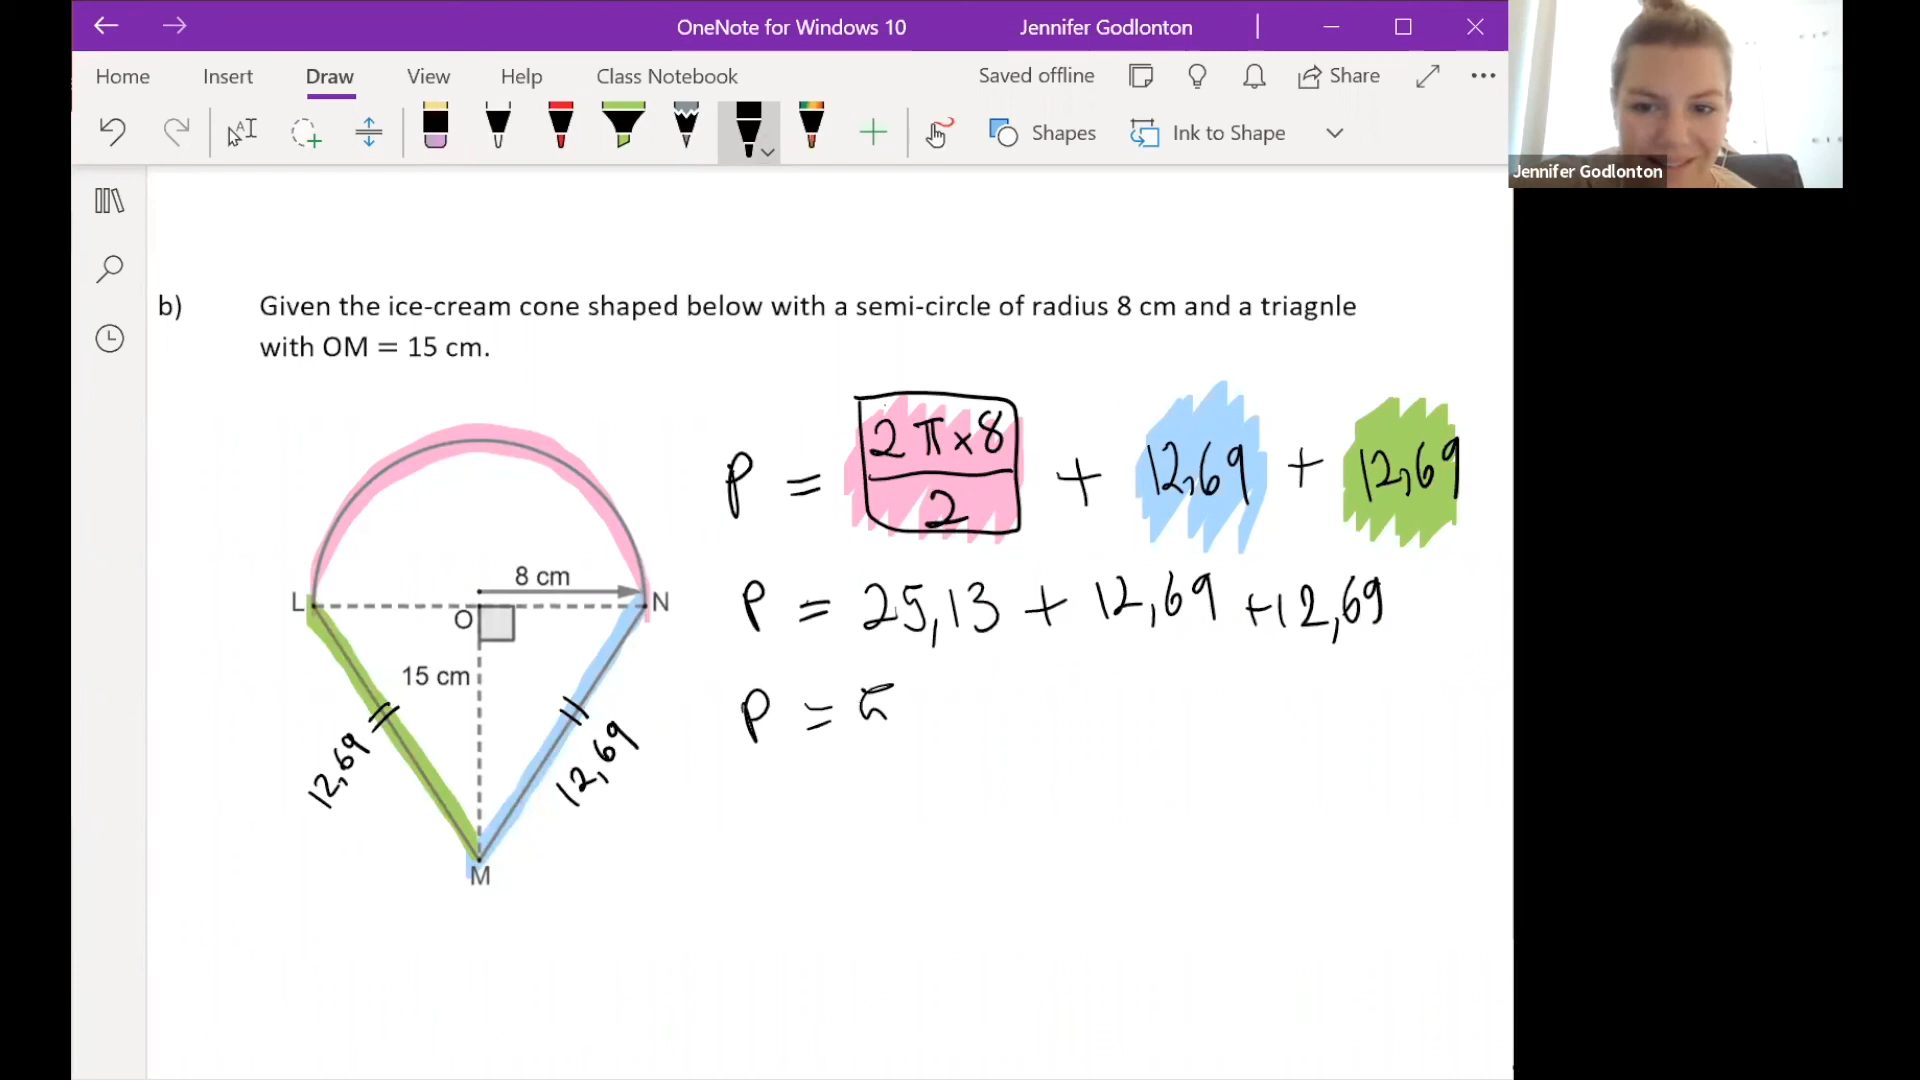 OneNote for Windows 10 Jennifer Godlonton
Home Insert Draw View Help Class Notebook Saved offline Share
Shapes Ink to Shape
Jennifer Godlonton
b) Given the ice-cream cone shaped below with a semi-circle of radius 8 cm and a triagnle
with OM = 15 cm.
P = 2π×8/2 + 12,69 + 12,69
8 cm
L O N
P = 25,13 + 12,69 + 12,69
15 cm
P = 5
12,69 12,69
M